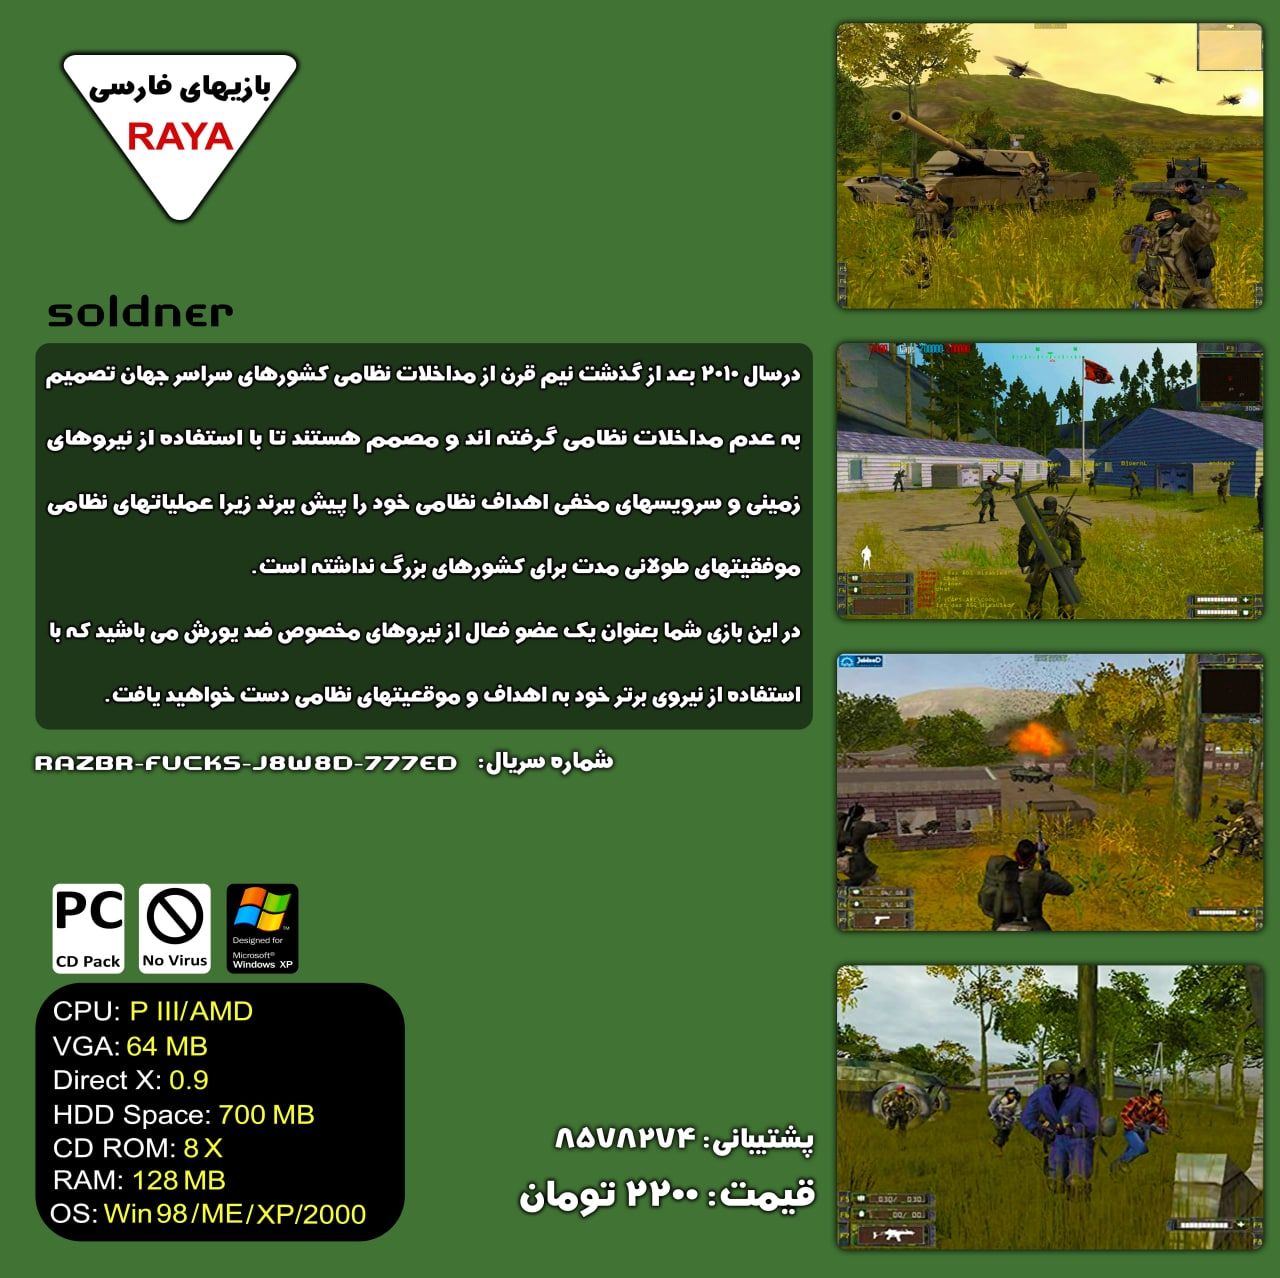 بازیهای فارسی
RAYA
soldner
درسال ۲۰۱۰ بعد از گذشت نیم قرن از مداخلات نظامی کشورهای سراسر جهان تصمیم
به عدم مداخلات نظامی گرفته اند و مصمم هستند تا با استفاده از نیروهای
زمینی و سرویسهای مخفی اهداف نظامی خود را پیش ببرند زیرا عملیاتهای نظامی
موفقیتهای طولانی مدت برای کشورهای بزرگ نداشته است.
در این بازی شما بعنوان یک عضو فعال از نیروهای مخصوص ضد یورش می باشید که با
استفاده از نیروی برتر خود به اهداف و موقعیتهای نظامی دست خواهید یافت.
شماره سریال: RAZBR-FUCKS-J8W8D-777ED
PC
CD Pack
No Virus
Designed for
Microsoft®
Windows XP
CPU: P III/AMD
VGA: 64 MB
Direct X: 0.9
HDD Space: 700 MB
CD ROM: 8 X
RAM: 128 MB
OS: Win 98/ME/XP/2000
پشتیبانی: ۸۵۷۸۲۷۴
قیمت: ۲۲۰۰ تومان